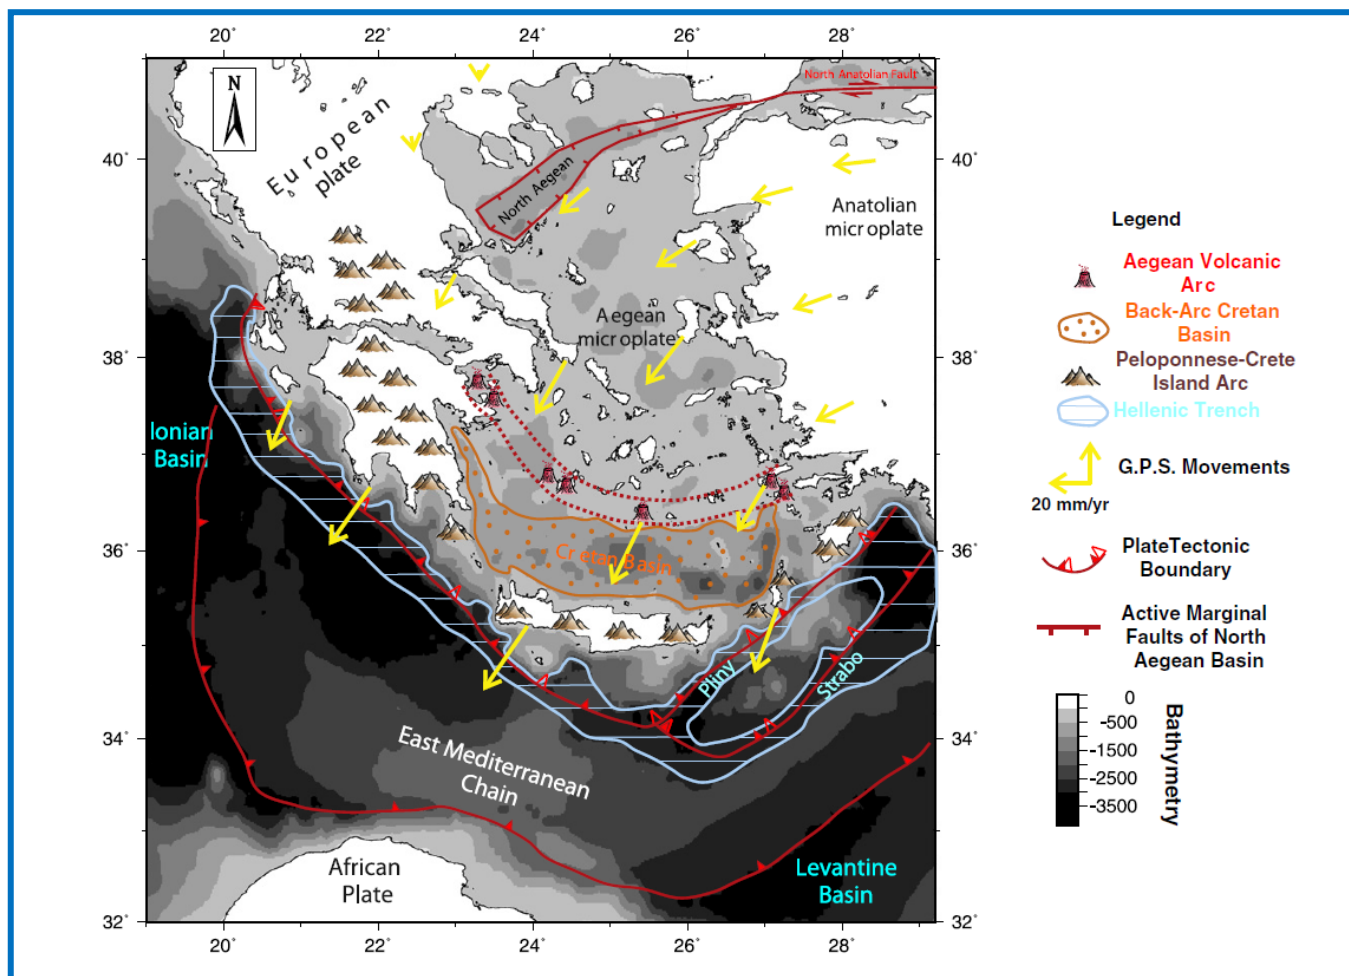 20° 22° 24° 26° 28°
N
North Anatolian Fault
European
plate
40° 40°
North Aegean
Anatolian
microplate
Legend
Aegean Volcanic
Arc
Back-Arc Cretan
Basin
Peloponnese-Crete
Island Arc
Hellenic Trench
G.P.S. Movements
20 mm/yr
Plate Tectonic
Boundary
Active Marginal
Faults of North
Aegean Basin
0
-500
-1500
-2500
-3500
Bathymetry
Aegean
microplate
38° 38°
Ionian
Basin
36° 36°
Cretan Basin
Pliny
Strabo
34° 34°
East Mediterranean
Chain
African
Plate
Levantine
Basin
32° 32°
20° 22° 24° 26° 28°